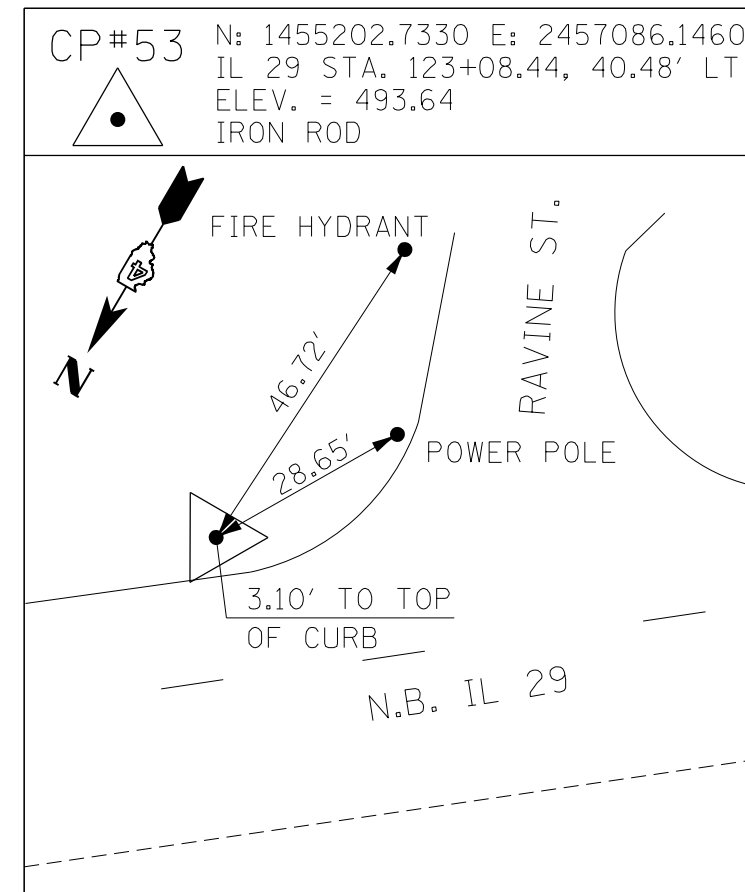 CP#53
N: 1455202.7330 E: 2457086.1460
IL 29 STA. 123+08.44, 40.48' LT
ELEV. = 493.64
IRON ROD
FIRE HYDRANT
RAVINE ST.
4
N
46.72'
28.65'
POWER POLE
3.10' TO TOP
OF CURB
N.B. IL 29